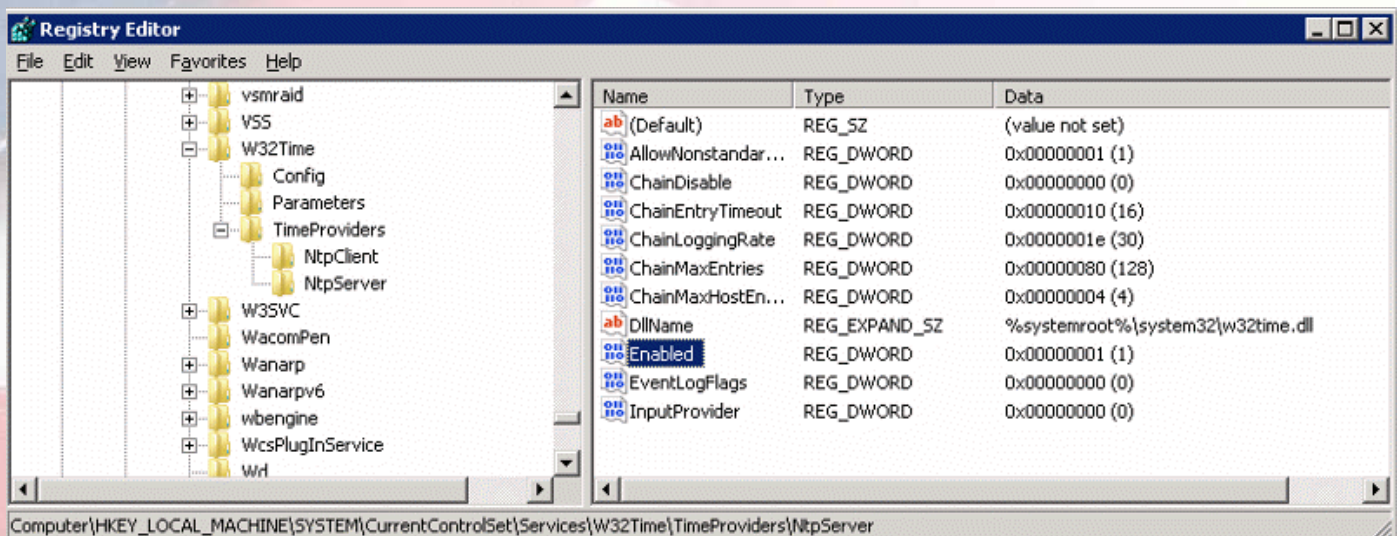 Registry Editor
File Edit View Favorites Help
vsmraid
VSS
W32Time
Config
Parameters
TimeProviders
NtpClient
NtpServer
W3SVC
WacomPen
Wanarp
Wanarpv6
wbengine
WcsPlugInService
Wd
Name Type Data
(Default) REG_SZ (value not set)
AllowNonstandar... REG_DWORD 0x00000001 (1)
ChainDisable REG_DWORD 0x00000000 (0)
ChainEntryTimeout REG_DWORD 0x00000010 (16)
ChainLoggingRate REG_DWORD 0x0000001e (30)
ChainMaxEntries REG_DWORD 0x00000080 (128)
ChainMaxHostEn... REG_DWORD 0x00000004 (4)
DllName REG_EXPAND_SZ %systemroot%\system32\w32time.dll
Enabled REG_DWORD 0x00000001 (1)
EventLogFlags REG_DWORD 0x00000000 (0)
InputProvider REG_DWORD 0x00000000 (0)
Computer\HKEY_LOCAL_MACHINE\SYSTEM\CurrentControlSet\Services\W32Time\TimeProviders\NtpServer